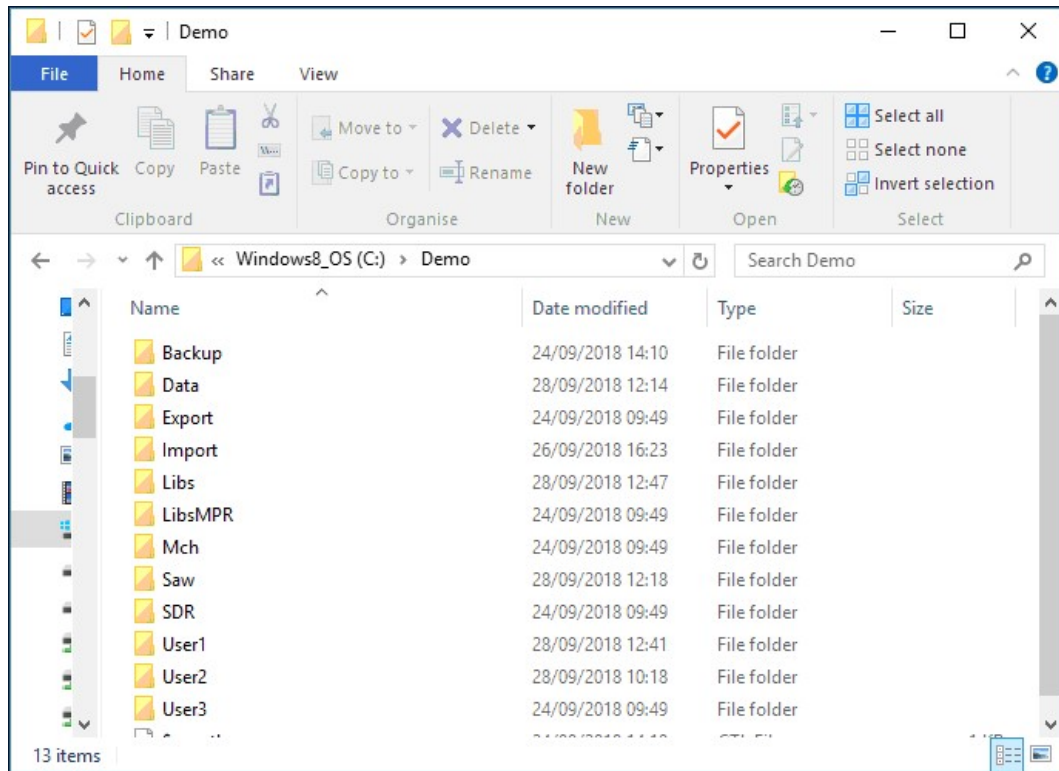 Demo
File Home Share View
Pin to Quick access
Copy
Paste
Move to
Copy to
Delete
Rename
New folder
Properties
Select all
Select none
Invert selection
Clipboard Organise New Open Select
« Windows8_OS (C:) > Demo
Search Demo
Name Date modified Type Size
Backup 24/09/2018 14:10 File folder
Data 28/09/2018 12:14 File folder
Export 24/09/2018 09:49 File folder
Import 26/09/2018 16:23 File folder
Libs 28/09/2018 12:47 File folder
LibsMPR 24/09/2018 09:49 File folder
Mch 24/09/2018 09:49 File folder
Saw 28/09/2018 12:18 File folder
SDR 24/09/2018 09:49 File folder
User1 28/09/2018 12:41 File folder
User2 28/09/2018 10:18 File folder
User3 24/09/2018 09:49 File folder
13 items